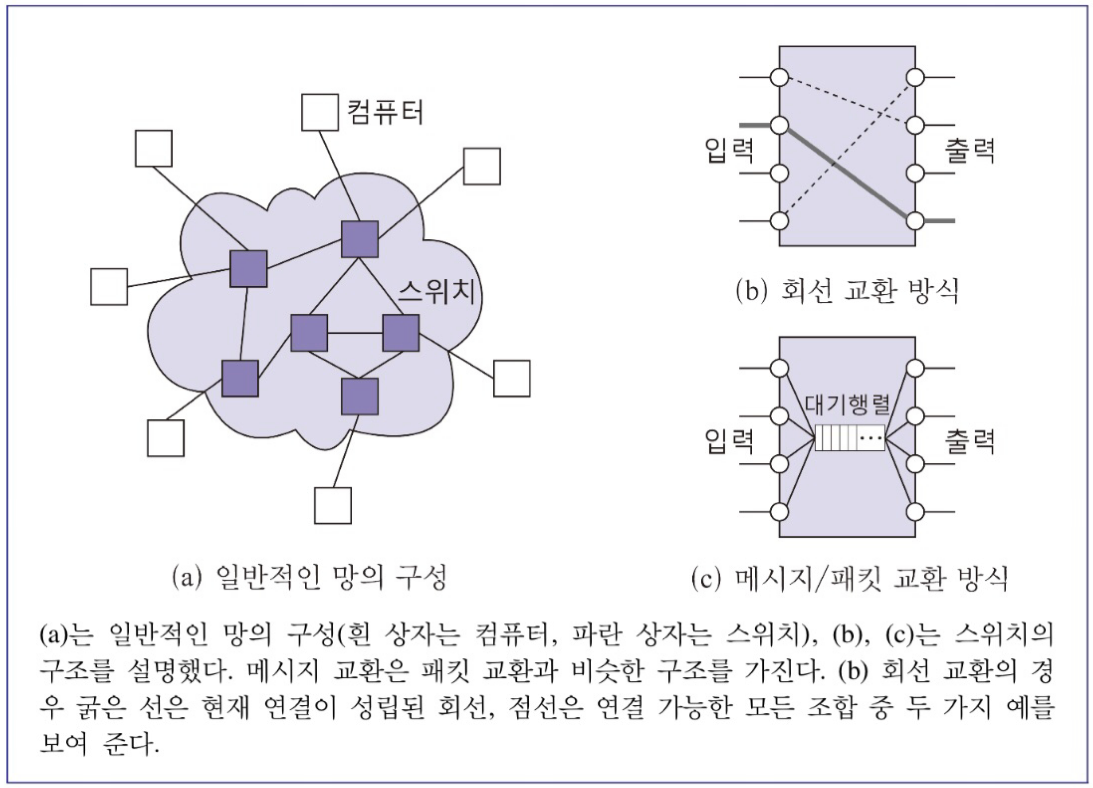 컴퓨터
스위치
(a) 일반적인 망의 구성
입력
출력
(b) 회선 교환 방식
대기행렬
입력
출력
(c) 메시지/패킷 교환 방식
(a)는 일반적인 망의 구성(흰 상자는 컴퓨터, 파란 상자는 스위치), (b), (c)는 스위치의
구조를 설명했다. 메시지 교환은 패킷 교환과 비슷한 구조를 가진다. (b) 회선 교환의 경
우 굵은 선은 현재 연결이 성립된 회선, 점선은 연결 가능한 모든 조합 중 두 가지 예를
보여 준다.